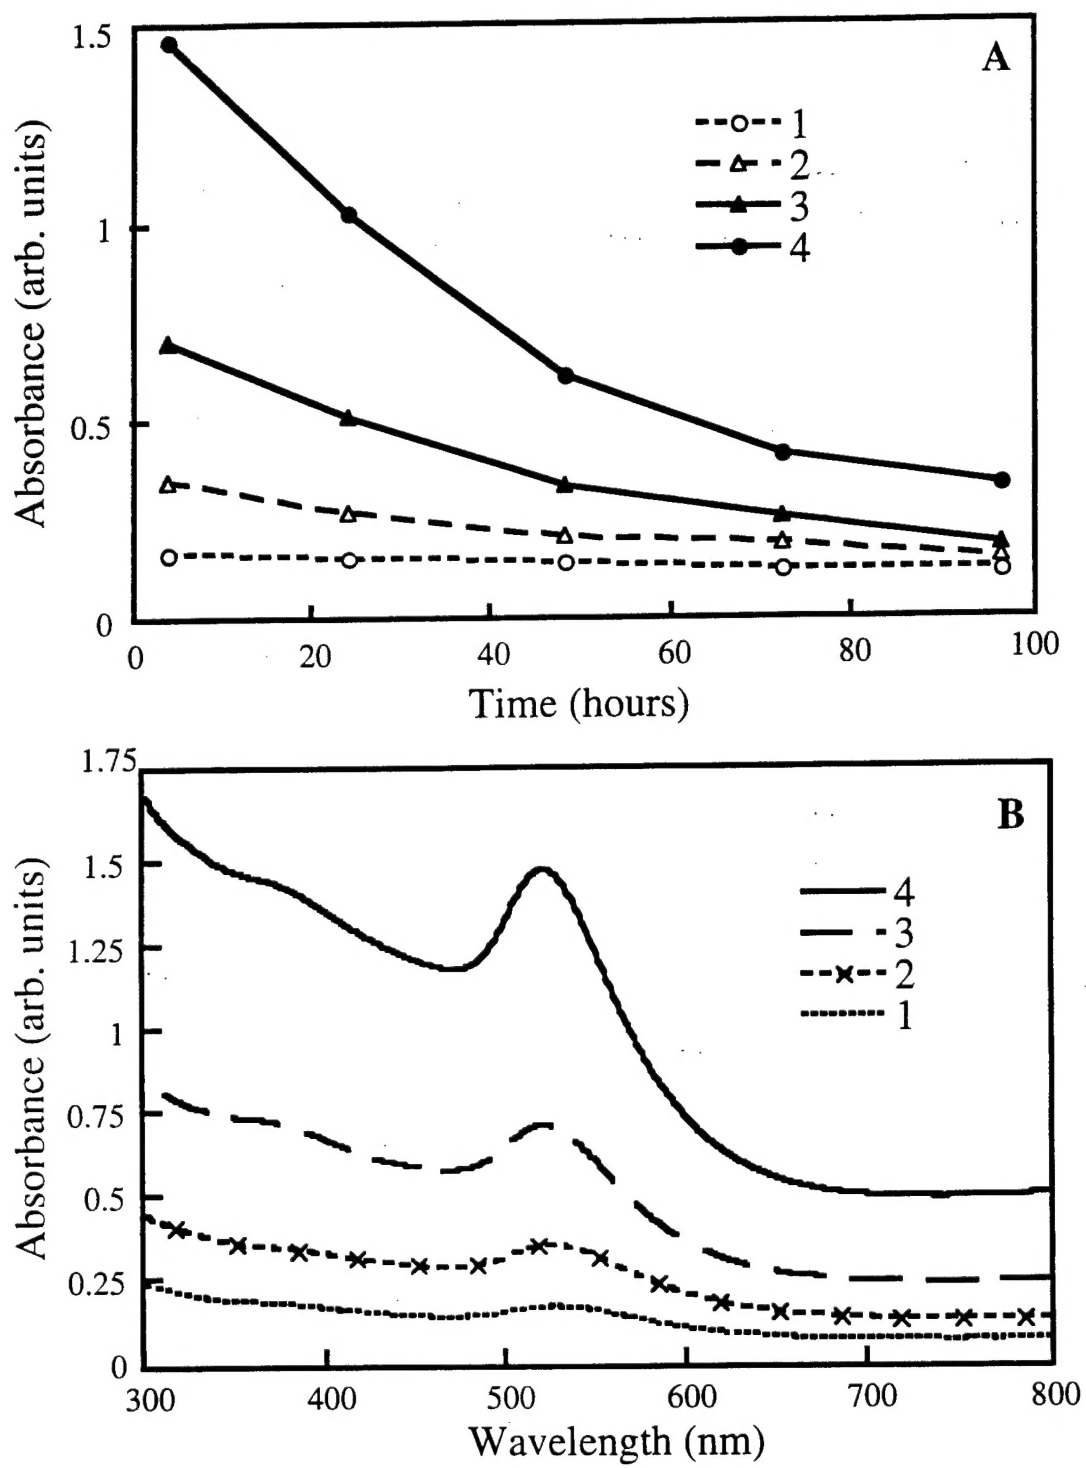 1.5
A
1
2
3
4
1
0.5
0
0 20 40 60 80 100
Time (hours)
Absorbance (arb. units)
1.75
B
1.5
4
3
2
1
1.25
1
0.75
0.5
0.25
0
300 400 500 600 700 800
Wavelength (nm)
Absorbance (arb. units)